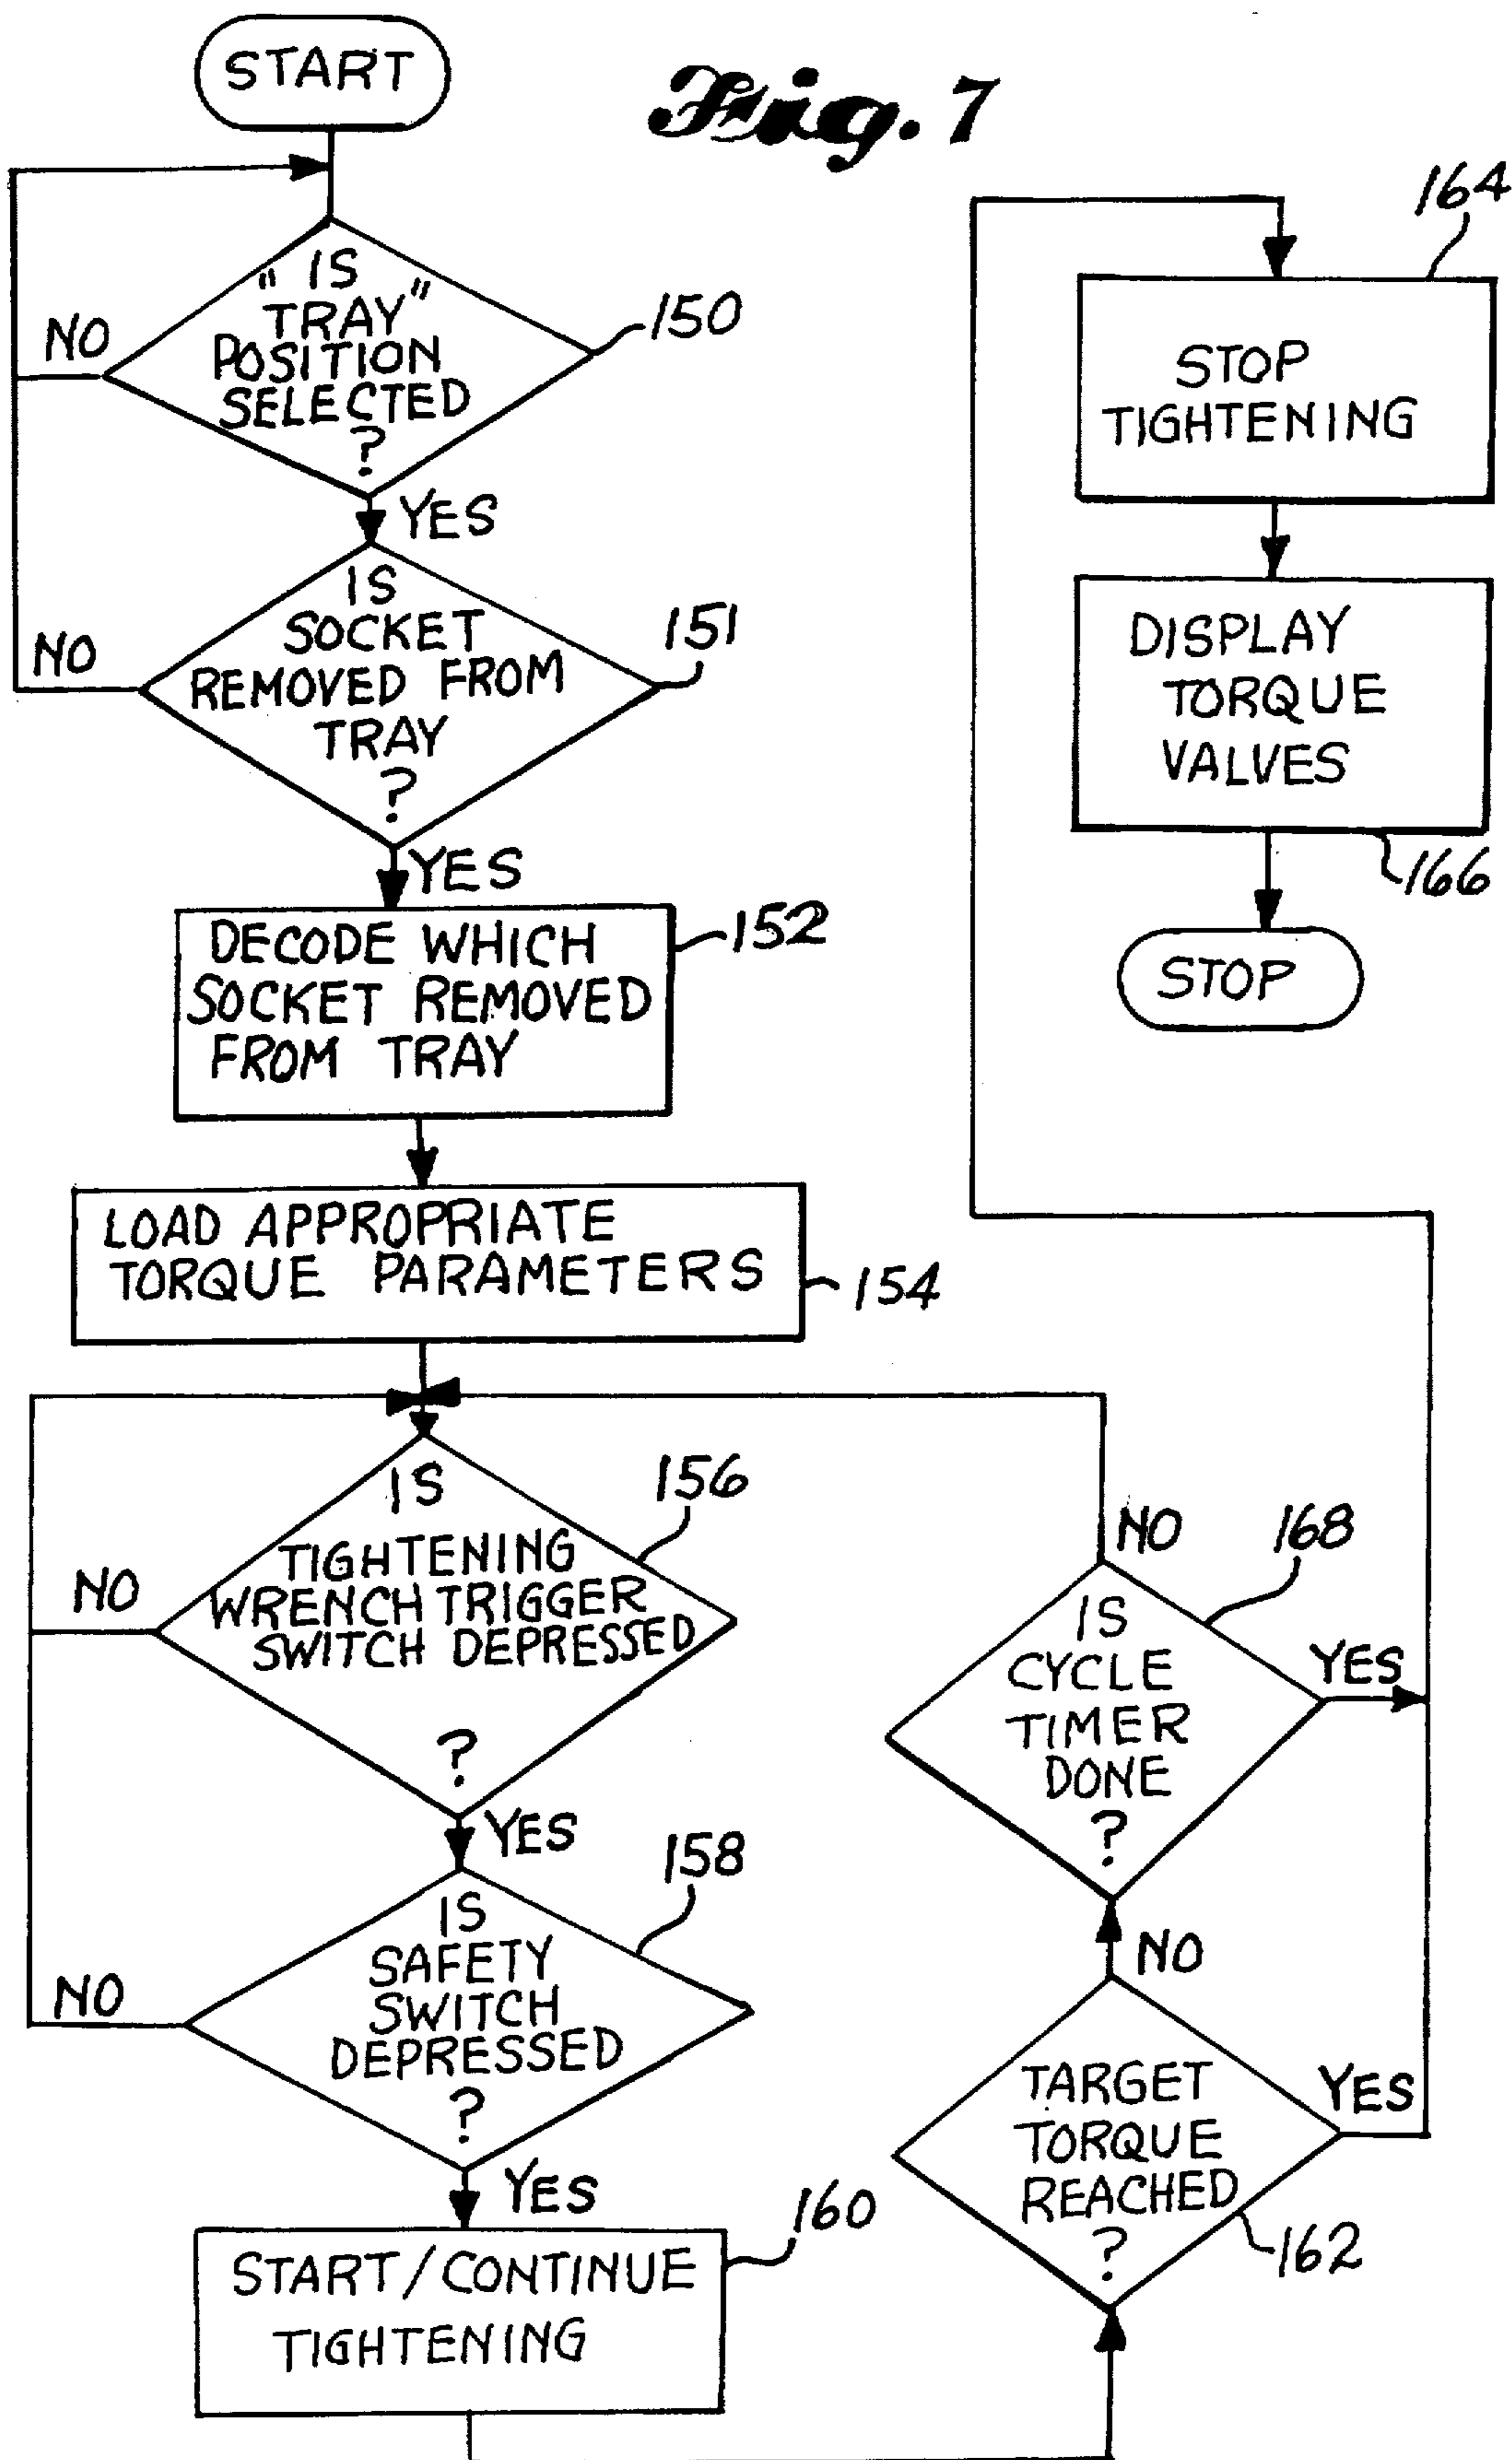 START
Fig. 7
" IS
TRAY"
POSITION
SELECTED
?
150
NO
YES
IS
SOCKET
REMOVED FROM
TRAY
?
151
NO
YES
DECODE WHICH
SOCKET REMOVED
FROM TRAY
152
LOAD APPROPRIATE
TORQUE PARAMETERS
154
IS
TIGHTENING
WRENCH TRIGGER
SWITCH DEPRESSED
?
156
NO
YES
IS
SAFETY
SWITCH
DEPRESSED
?
158
NO
YES
START/CONTINUE
TIGHTENING
160
TARGET
TORQUE
REACHED
?
162
YES
NO
IS
CYCLE
TIMER
DONE
?
168
NO
YES
164
STOP
TIGHTENING
DISPLAY
TORQUE
VALVES
166
STOP